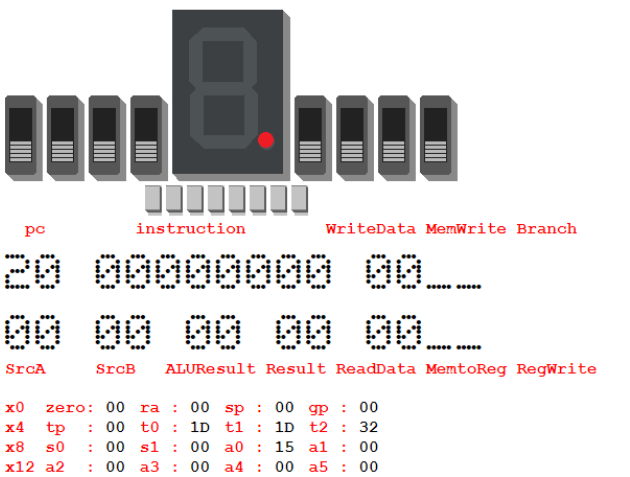 pc instruction WriteData MemWrite Branch
20 00000000 00__
00 00 00 00 00__
SrcA SrcB ALUResult Result ReadData MemtoReg RegWrite
x0 zero: 00 ra : 00 sp : 00 gp : 00
x4 tp : 00 t0 : 1D t1 : 1D t2 : 32
x8 s0 : 00 s1 : 00 a0 : 15 a1 : 00
x12 a2 : 00 a3 : 00 a4 : 00 a5 : 00